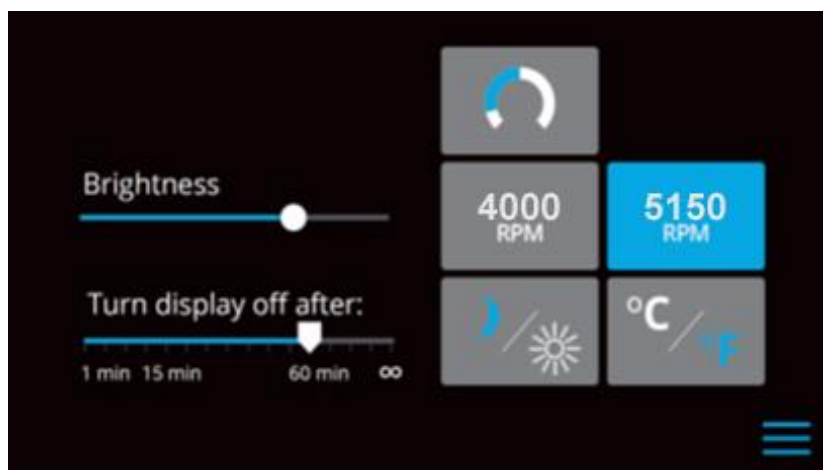 Brightness
Turn display off after:
1 min 15 min 60 min ∞
4000
RPM
5150
RPM
°C/°F